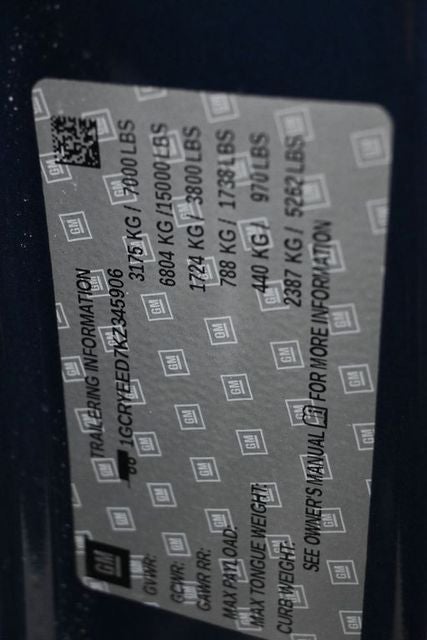 GM
TRAILERING INFORMATION
1GCRYEED7KZ345906
GVWR: 3175 KG / 7000 LBS
GCWR: 6804 KG /15000 LBS
GAWR RR: 1724 KG / 3800 LBS
MAX PAYLOAD: 788 KG / 1738 LBS
MAX TONGUE WEIGHT: 440 KG / 970 LBS
CURB WEIGHT: 2387 KG / 5262 LBS
SEE OWNER'S MANUAL FOR MORE INFORMATION